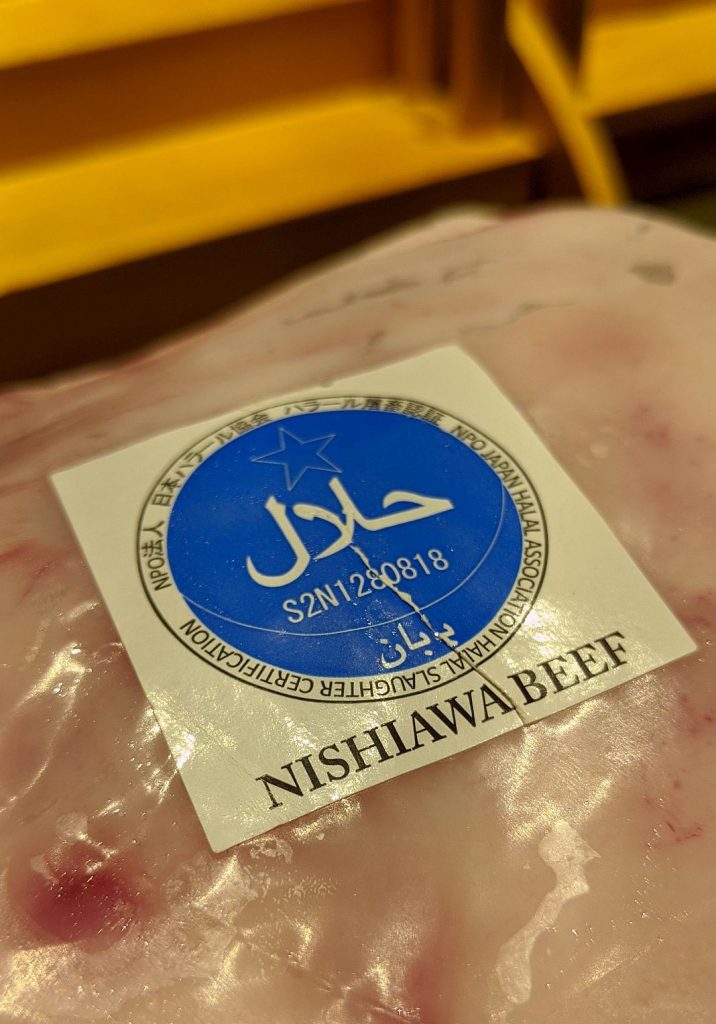 NPO法人 日本ハラール協会 ハラール屠畜認証
NPO JAPAN HALAL ASSOCIATION HALAL SLAUGHTER CERTIFICATION
حلال
S2N1280818
NISHIAWA BEEF